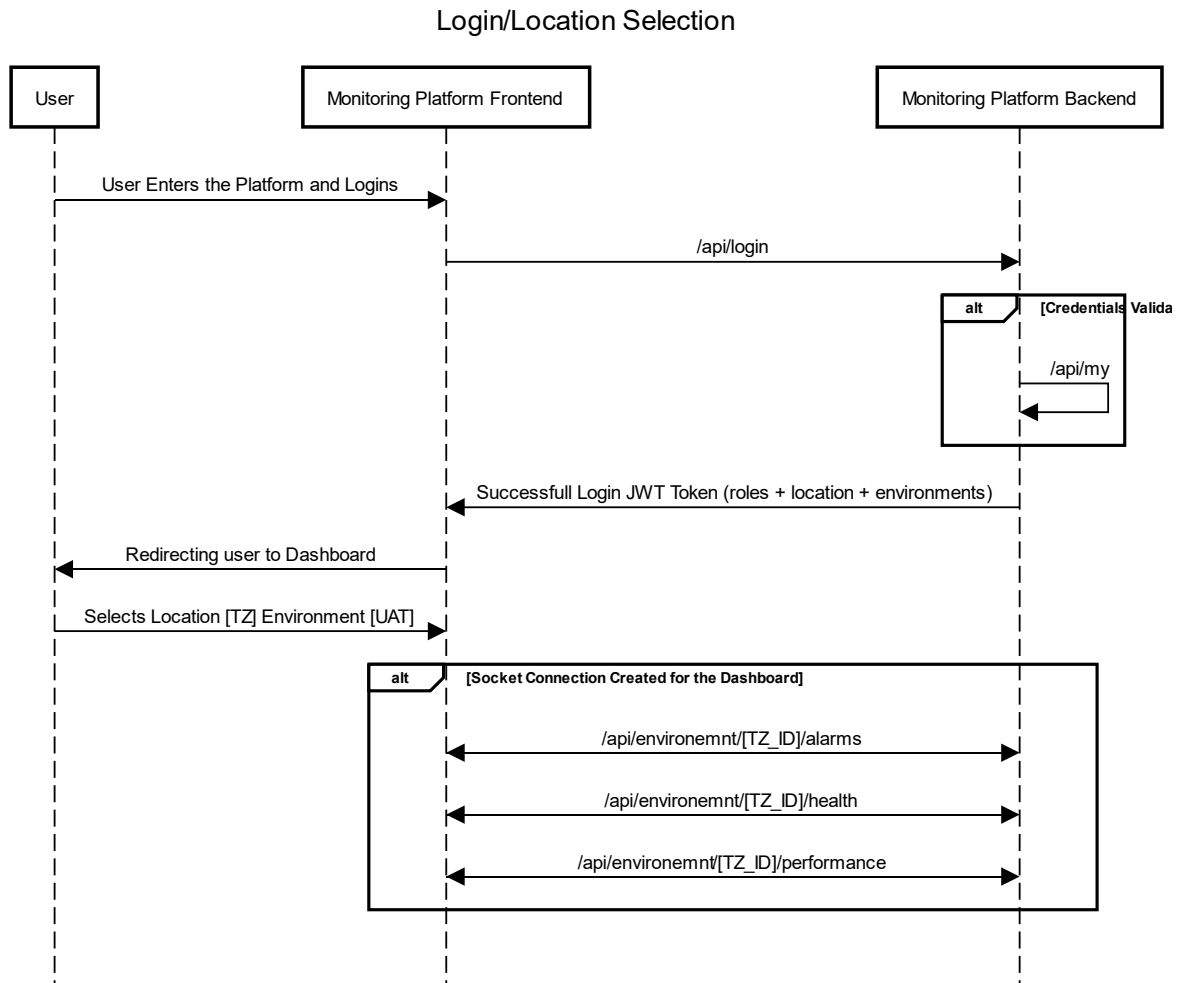 Login/Location Selection
User
Monitoring Platform Frontend
Monitoring Platform Backend
User Enters the Platform and Logins
/api/login
alt
[Credentials Valida
/api/my
Successfull Login JWT Token (roles + location + environments)
Redirecting user to Dashboard
Selects Location [TZ] Environment [UAT]
alt
[Socket Connection Created for the Dashboard]
/api/environemnt/[TZ_ID]/alarms
/api/environemnt/[TZ_ID]/health
/api/environemnt/[TZ_ID]/performance